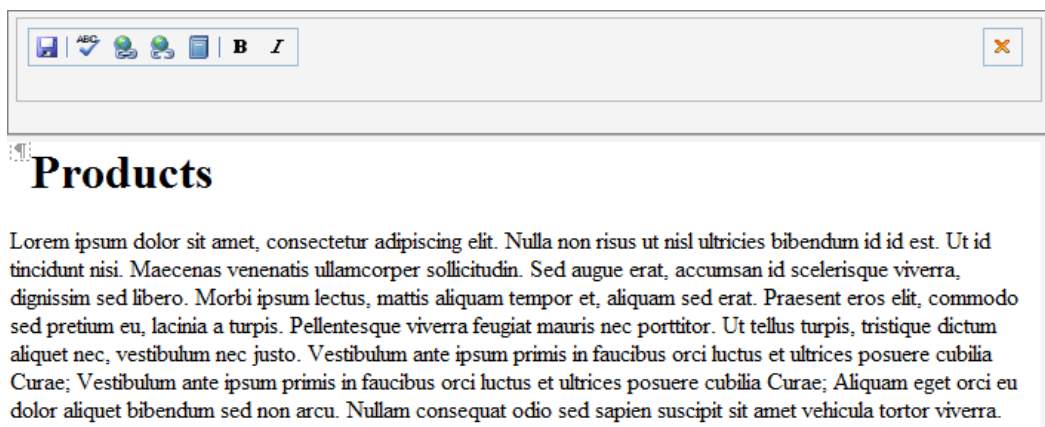 ABC B I
¶
Products
Lorem ipsum dolor sit amet, consectetur adipiscing elit. Nulla non risus ut nisl ultricies bibendum id id est. Ut id
tincidunt nisi. Maecenas venenatis ullamcorper sollicitudin. Sed augue erat, accumsan id scelerisque viverra,
dignissim sed libero. Morbi ipsum lectus, mattis aliquam tempor et, aliquam sed erat. Praesent eros elit, commodo
sed pretium eu, lacinia a turpis. Pellentesque viverra feugiat mauris nec porttitor. Ut tellus turpis, tristique dictum
aliquet nec, vestibulum nec justo. Vestibulum ante ipsum primis in faucibus orci luctus et ultrices posuere cubilia
Curae; Vestibulum ante ipsum primis in faucibus orci luctus et ultrices posuere cubilia Curae; Aliquam eget orci eu
dolor aliquet bibendum sed non arcu. Nullam consequat odio sed sapien suscipit sit amet vehicula tortor viverra.